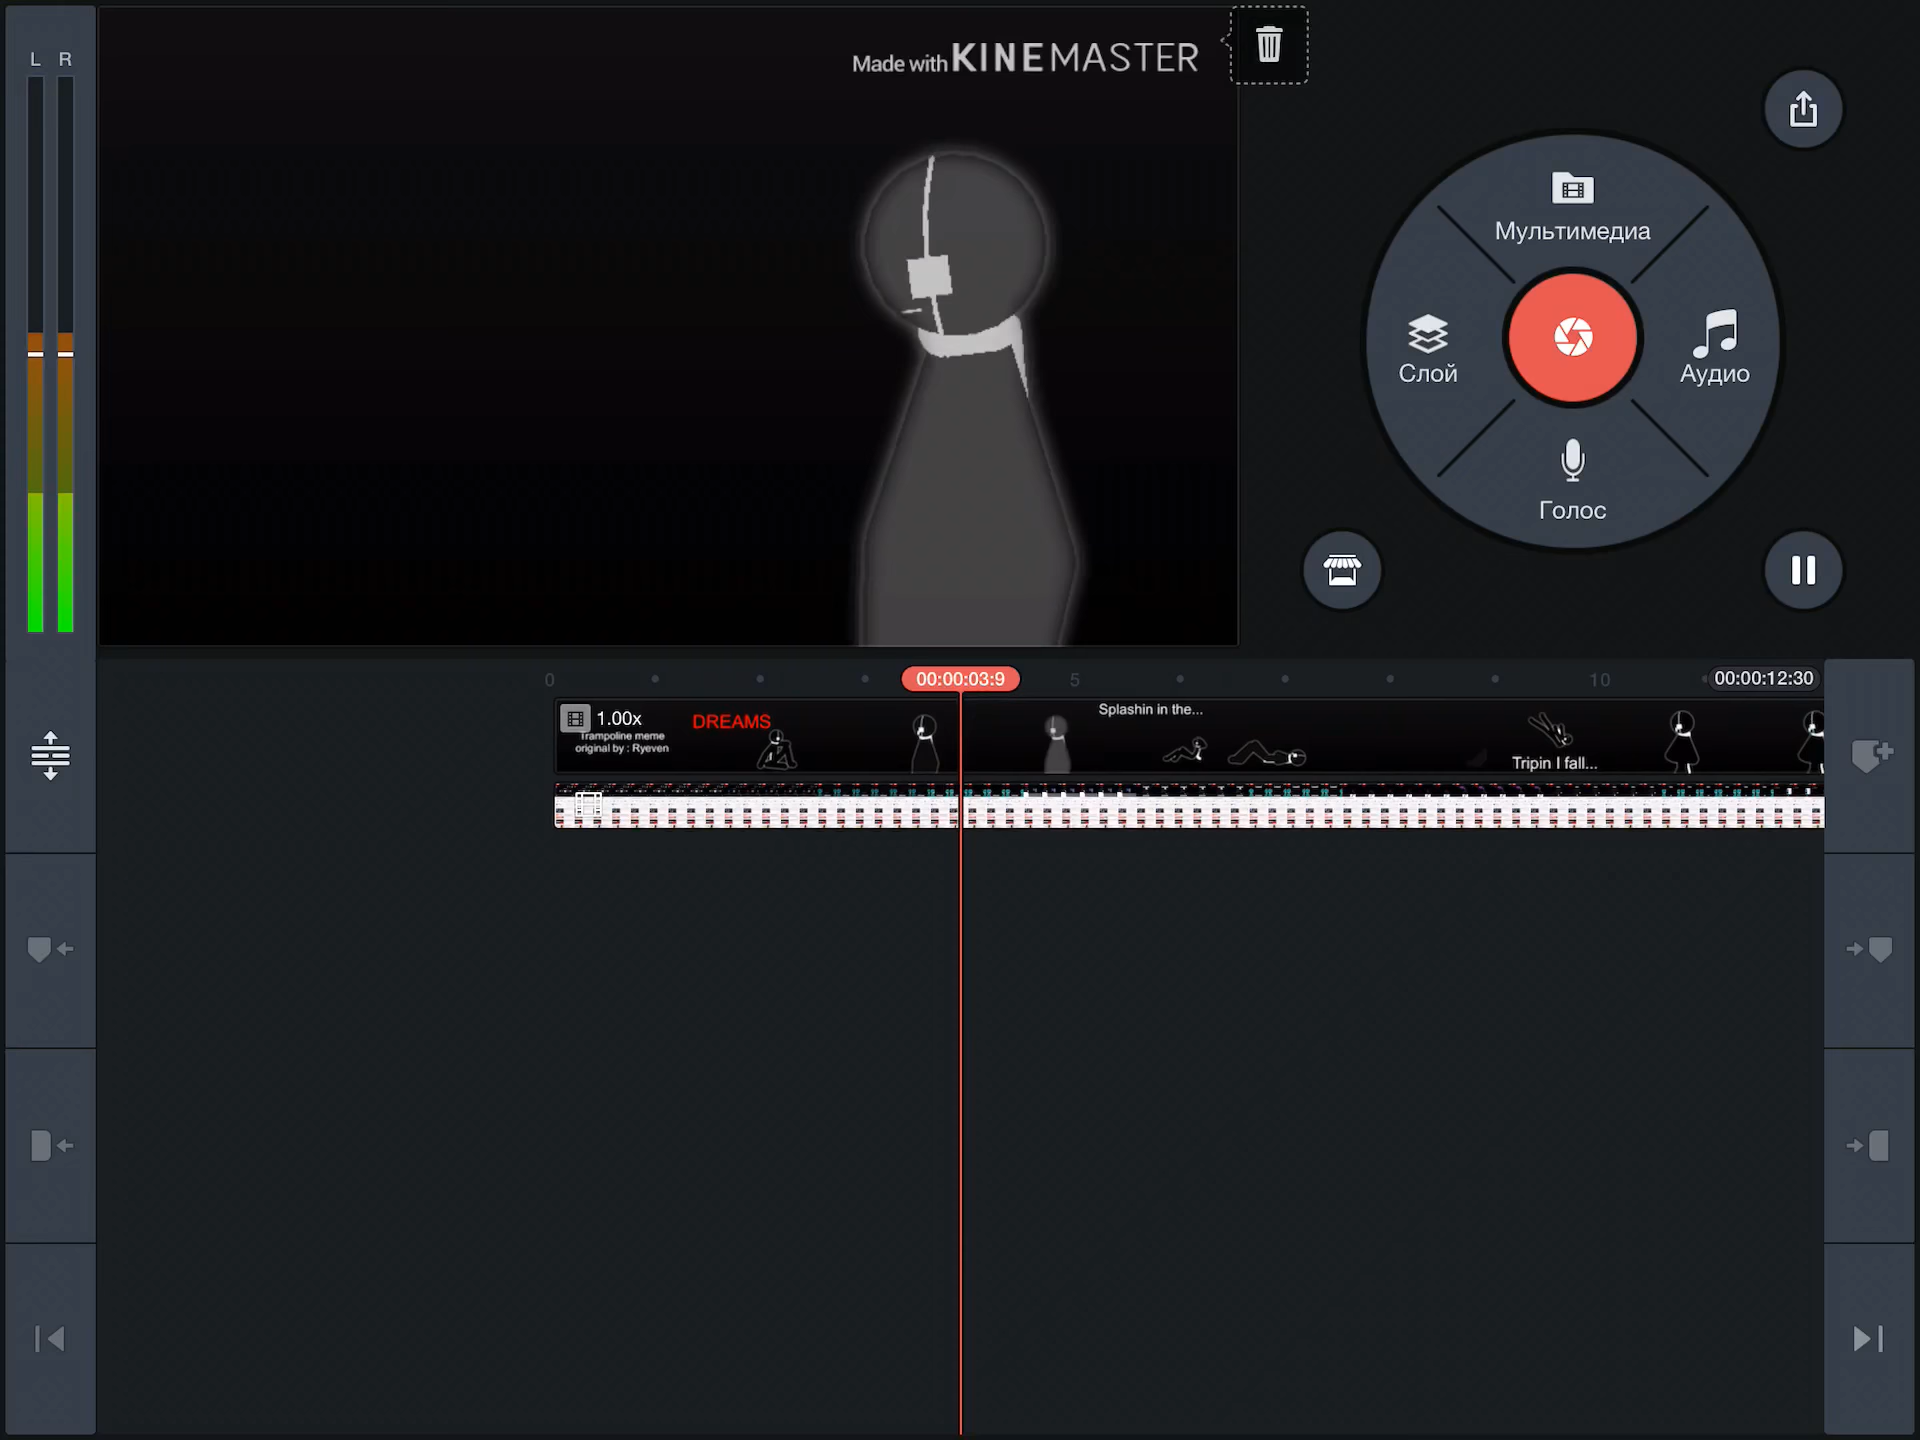 L R
Made with KINEMASTER
Мультимедиа
Слой
Аудио
Голос
0
00:00:03:9
5
10
00:00:12:30
1.00x
DREAMS
Trampoline meme
original by : Ryeven
Splashin in the...
Tripin I fall...